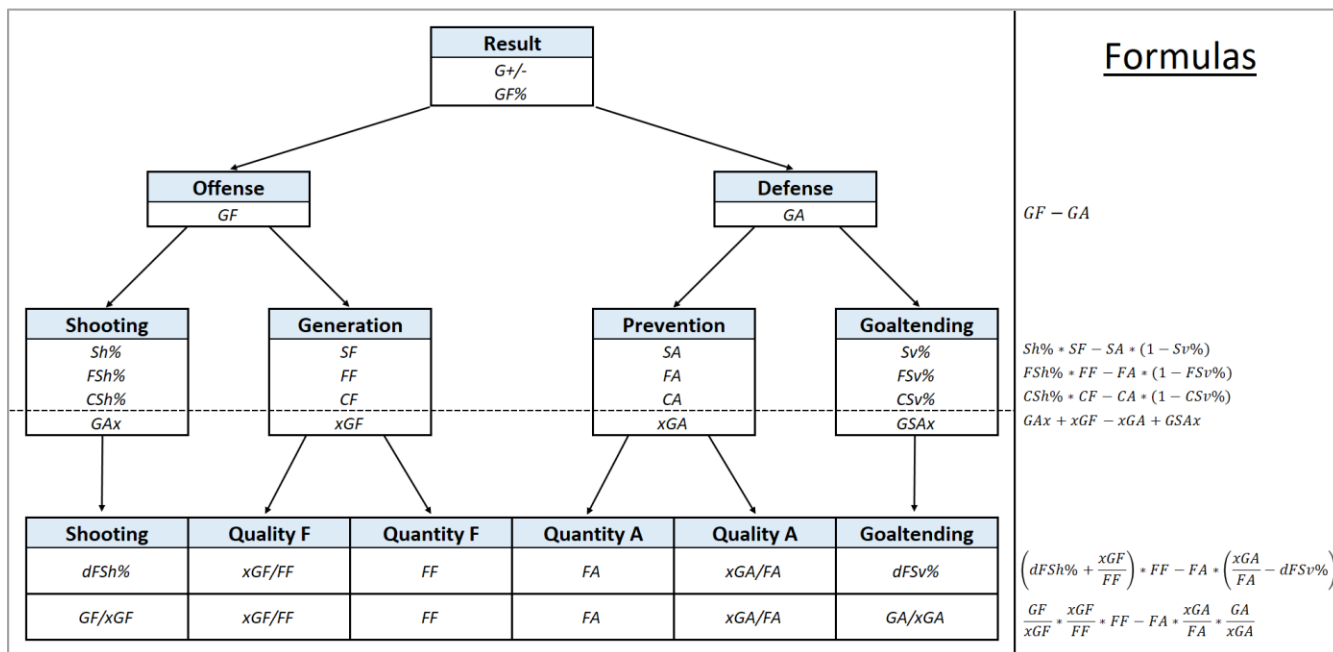 Result
G+/-
GF%
Formulas
Offense
GF
Defense
GA
GF − GA
Shooting
Sh%
FSh%
CSh%
GAx
Generation
SF
FF
CF
xGF
Prevention
SA
FA
CA
xGA
Goaltending
Sv%
FSv%
CSv%
GSAx
Sh% * SF − SA * (1 − Sv%)
FSh% * FF − FA * (1 − FSv%)
CSh% * CF − CA * (1 − CSv%)
GAx + xGF − xGA + GSAx
Shooting Quality F Quantity F Quantity A Quality A Goaltending
dFSh% xGF/FF FF FA xGA/FA dFSv%
GF/xGF xGF/FF FF FA xGA/FA GA/xGA
(dFSh% + xGF/FF) * FF − FA * (xGA/FA − dFSv%)
GF/xGF * xGF/FF * FF − FA * xGA/FA * GA/xGA